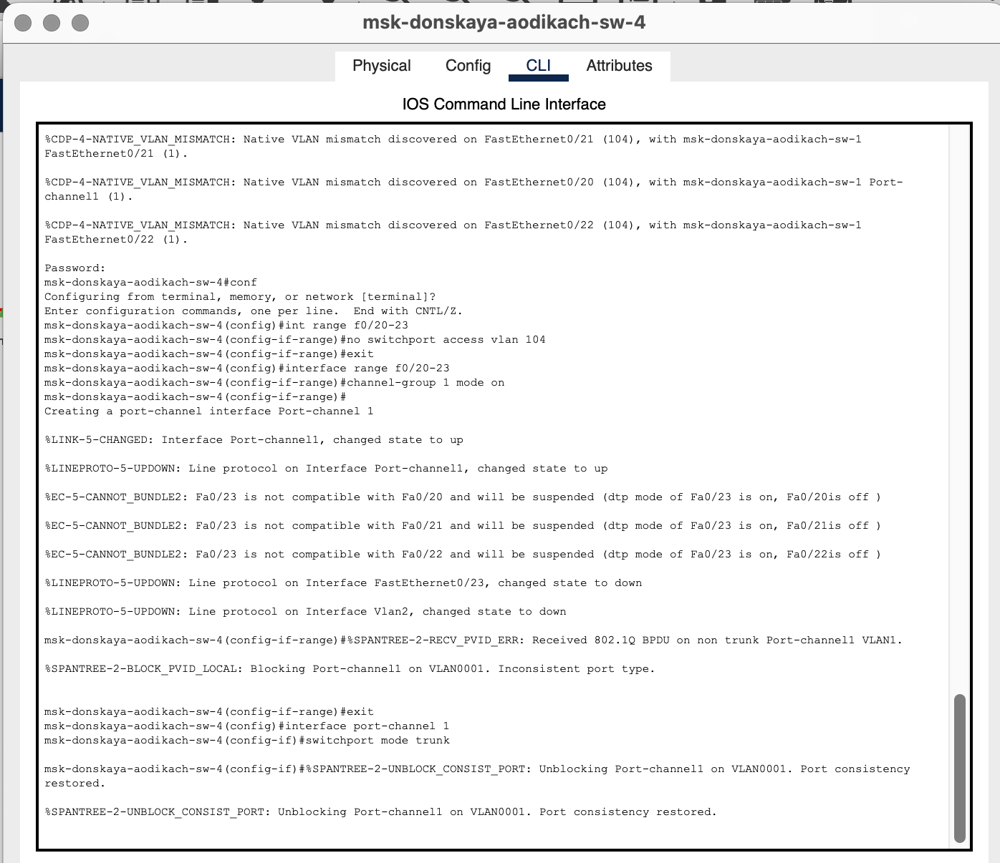 msk-donskaya-aodikach-sw-4
Physical Config CLI Attributes
IOS Command Line Interface
%CDP-4-NATIVE_VLAN_MISMATCH: Native VLAN mismatch discovered on FastEthernet0/21 (104), with msk-donskaya-aodikach-sw-1
FastEthernet0/21 (1).
%CDP-4-NATIVE_VLAN_MISMATCH: Native VLAN mismatch discovered on FastEthernet0/20 (104), with msk-donskaya-aodikach-sw-1 Port-
channel1 (1).
%CDP-4-NATIVE_VLAN_MISMATCH: Native VLAN mismatch discovered on FastEthernet0/22 (104), with msk-donskaya-aodikach-sw-1
FastEthernet0/22 (1).
Password:
msk-donskaya-aodikach-sw-4#conf
Configuring from terminal, memory, or network [terminal]?
Enter configuration commands, one per line.  End with CNTL/Z.
msk-donskaya-aodikach-sw-4(config)#int range f0/20-23
msk-donskaya-aodikach-sw-4(config-if-range)#no switchport access vlan 104
msk-donskaya-aodikach-sw-4(config-if-range)#exit
msk-donskaya-aodikach-sw-4(config)#interface range f0/20-23
msk-donskaya-aodikach-sw-4(config-if-range)#channel-group 1 mode on
msk-donskaya-aodikach-sw-4(config-if-range)#
Creating a port-channel interface Port-channel 1
%LINK-5-CHANGED: Interface Port-channel1, changed state to up
%LINEPROTO-5-UPDOWN: Line protocol on Interface Port-channel1, changed state to up
%EC-5-CANNOT_BUNDLE2: Fa0/23 is not compatible with Fa0/20 and will be suspended (dtp mode of Fa0/23 is on, Fa0/20is off )
%EC-5-CANNOT_BUNDLE2: Fa0/23 is not compatible with Fa0/21 and will be suspended (dtp mode of Fa0/23 is on, Fa0/21is off )
%EC-5-CANNOT_BUNDLE2: Fa0/23 is not compatible with Fa0/22 and will be suspended (dtp mode of Fa0/23 is on, Fa0/22is off )
%LINEPROTO-5-UPDOWN: Line protocol on Interface FastEthernet0/23, changed state to down
%LINEPROTO-5-UPDOWN: Line protocol on Interface Vlan2, changed state to down
msk-donskaya-aodikach-sw-4(config-if-range)#%SPANTREE-2-RECV_PVID_ERR: Received 802.1Q BPDU on non trunk Port-channel1 VLAN1.
%SPANTREE-2-BLOCK_PVID_LOCAL: Blocking Port-channel1 on VLAN0001. Inconsistent port type.
msk-donskaya-aodikach-sw-4(config-if-range)#exit
msk-donskaya-aodikach-sw-4(config)#interface port-channel 1
msk-donskaya-aodikach-sw-4(config-if)#switchport mode trunk
msk-donskaya-aodikach-sw-4(config-if)#%SPANTREE-2-UNBLOCK_CONSIST_PORT: Unblocking Port-channel1 on VLAN0001. Port consistency
restored.
%SPANTREE-2-UNBLOCK_CONSIST_PORT: Unblocking Port-channel1 on VLAN0001. Port consistency restored.